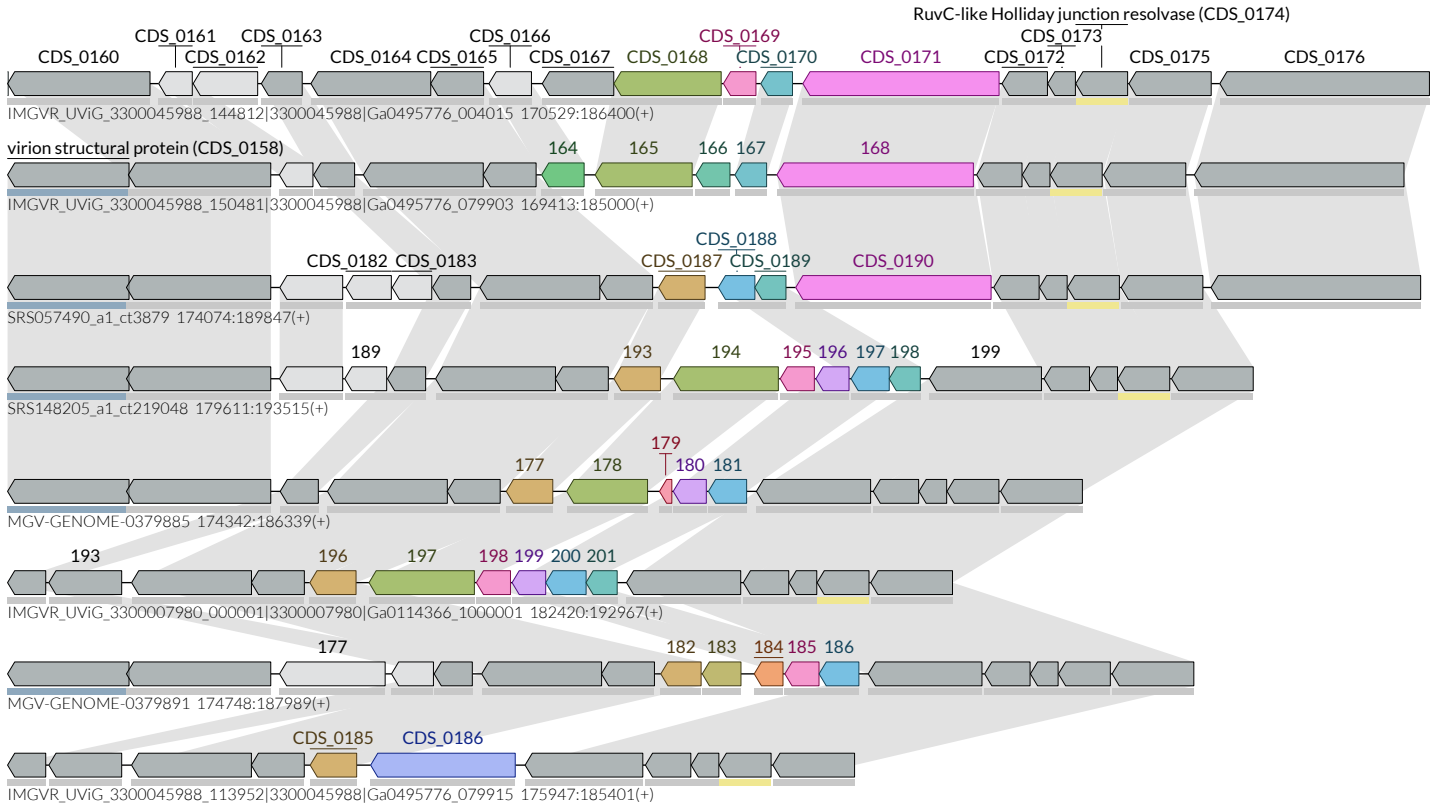 RuvC-like Holliday junction resolvase (CDS_0174)
CDS_0161 CDS_0163 CDS_0166 CDS_0169 CDS_0173
CDS_0160 CDS_0162 CDS_0164 CDS_0165 CDS_0167 CDS_0168 CDS_0170 CDS_0171 CDS_0172 CDS_0175 CDS_0176
IMGVR_UViG_3300045988_144812|3300045988|Ga0495776_004015 170529:186400(+)
virion structural protein (CDS_0158) 164 165 166 167 168
IMGVR_UViG_3300045988_150481|3300045988|Ga0495776_079903 169413:185000(+)
CDS_0188
CDS_0182 CDS_0183 CDS_0187 CDS_0189 CDS_0190
SRS057490_a1_ct3879 174074:189847(+)
189 193 194 195 196 197 198 199
SRS148205_a1_ct219048 179611:193515(+)
179
177 178 180 181
MGV-GENOME-0379885 174342:186339(+)
193 196 197 198 199 200 201
IMGVR_UViG_3300007980_000001|3300007980|Ga0114366_1000001 182420:192967(+)
177 182 183 184 185 186
MGV-GENOME-0379891 174748:187989(+)
CDS_0185 CDS_0186
IMGVR_UViG_3300045988_113952|3300045988|Ga0495776_079915 175947:185401(+)